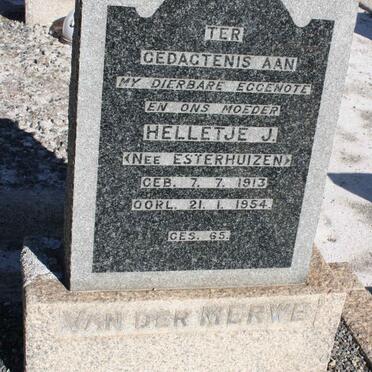 TER
GEDAGTENIS AAN
MY DIERBARE EGGENOTE
EN ONS MOEDER
HELLETJE J.
(NEE ESTERHUIZEN)
GEB. 7. 7. 1913
OORL. 21. 1. 1954.
GES. 65.
VAN DER MERWE